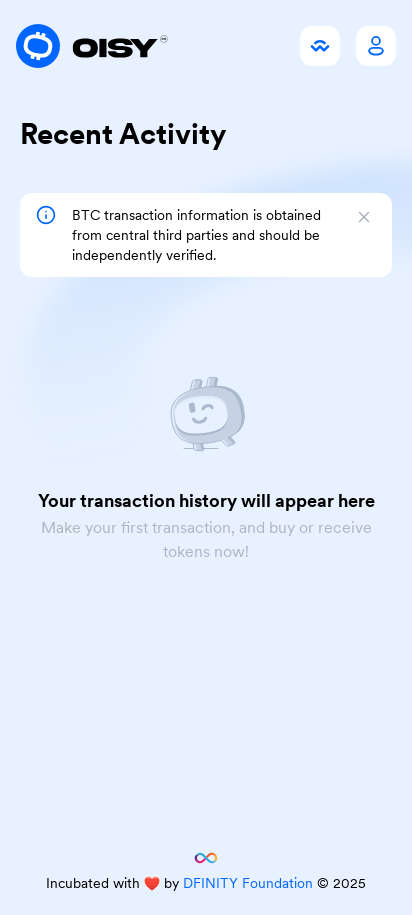 OISY
Recent Activity
BTC transaction information is obtained
from central third parties and should be
independently verified.
Your transaction history will appear here
Make your first transaction, and buy or receive
tokens now!
Incubated with ❤️ by DFINITY Foundation © 2025